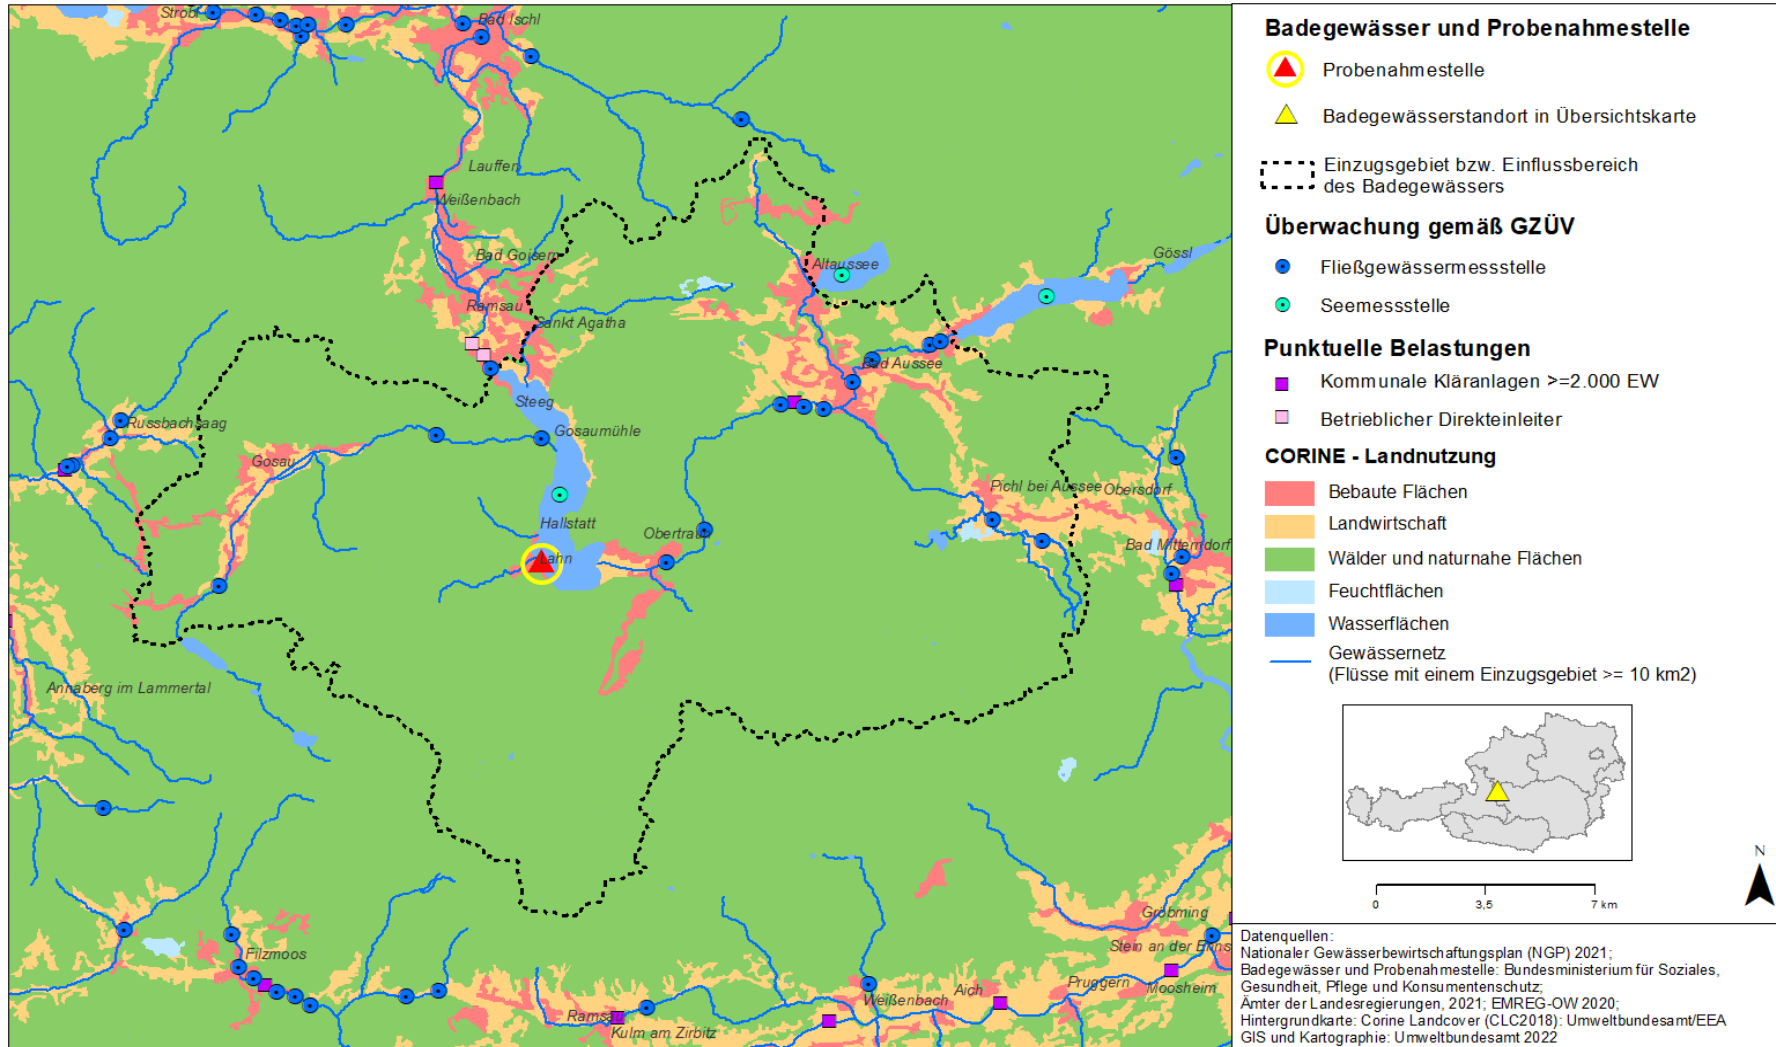 Strobl
Bad Ischl
Lauffen
Weißenbach
Bad Goisern
Ramsau
Sankt Agatha
Altaussee
Gössl
Bad Aussee
Steeg
Gosaumühle
Russbachsaag
Gosau
Pichl bei Aussee
Obersdorf
Hallstatt
Obertraun
Bad Mitterndorf
Lahn
Annaberg im Lammertal
Filzmoos
Gröbming
Stein an der Enns
Ramsau
Kulm am Zirbitz
Weißenbach
Aich
Pruggern
Moosheim
Badegewässer und Probenahmestelle
Probenahmestelle
Badegewässerstandort in Übersichtskarte
Einzugsgebiet bzw. Einflussbereich
des Badegewässers
Überwachung gemäß GZÜV
Fließgewässermessstelle
Seemessstelle
Punktuelle Belastungen
Kommunale Kläranlagen >=2.000 EW
Betrieblicher Direkteinleiter
CORINE - Landnutzung
Bebaute Flächen
Landwirtschaft
Wälder und naturnahe Flächen
Feuchtflächen
Wasserflächen
Gewässernetz
(Flüsse mit einem Einzugsgebiet >= 10 km2)
N
0 3,5 7 km
Datenquellen:
Nationaler Gewässerbewirtschaftungsplan (NGP) 2021;
Badegewässer und Probenahmestelle: Bundesministerium für Soziales,
Gesundheit, Pflege und Konsumentenschutz;
Ämter der Landesregierungen, 2021; EMREG-OW 2020;
Hintergrundkarte: Corine Landcover (CLC2018): Umweltbundesamt/EEA
GIS und Kartographie: Umweltbundesamt 2022